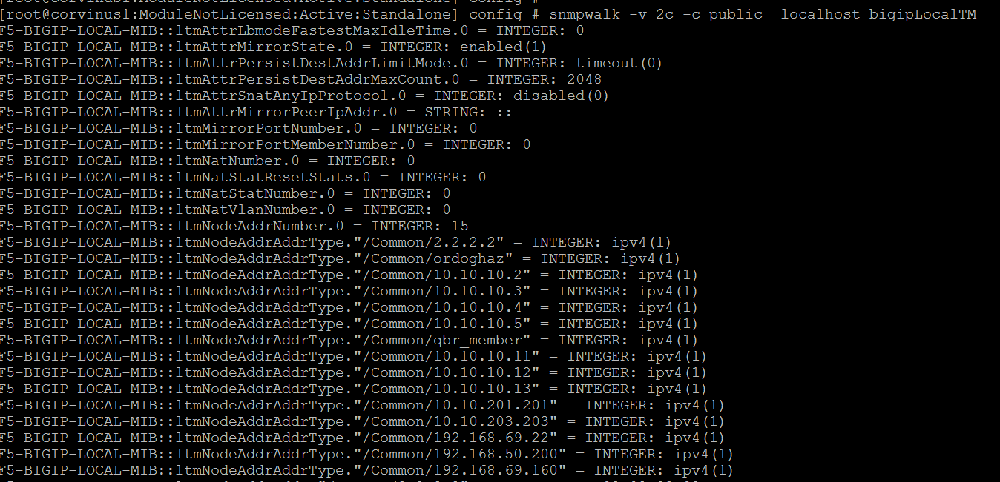 [root@corvinus1:ModuleNotLicensed:Active:Standalone] config #
[root@corvinus1:ModuleNotLicensed:Active:Standalone] config # snmpwalk -v 2c -c public  localhost bigipLocalTM
F5-BIGIP-LOCAL-MIB::ltmAttrLbmodeFastestMaxIdleTime.0 = INTEGER: 0
F5-BIGIP-LOCAL-MIB::ltmAttrMirrorState.0 = INTEGER: enabled(1)
F5-BIGIP-LOCAL-MIB::ltmAttrPersistDestAddrLimitMode.0 = INTEGER: timeout(0)
F5-BIGIP-LOCAL-MIB::ltmAttrPersistDestAddrMaxCount.0 = INTEGER: 2048
F5-BIGIP-LOCAL-MIB::ltmAttrSnatAnyIpProtocol.0 = INTEGER: disabled(0)
F5-BIGIP-LOCAL-MIB::ltmAttrMirrorPeerIpAddr.0 = STRING: ::
F5-BIGIP-LOCAL-MIB::ltmMirrorPortNumber.0 = INTEGER: 0
F5-BIGIP-LOCAL-MIB::ltmMirrorPortMemberNumber.0 = INTEGER: 0
F5-BIGIP-LOCAL-MIB::ltmNatNumber.0 = INTEGER: 0
F5-BIGIP-LOCAL-MIB::ltmNatStatResetStats.0 = INTEGER: 0
F5-BIGIP-LOCAL-MIB::ltmNatStatNumber.0 = INTEGER: 0
F5-BIGIP-LOCAL-MIB::ltmNatVlanNumber.0 = INTEGER: 0
F5-BIGIP-LOCAL-MIB::ltmNodeAddrNumber.0 = INTEGER: 15
F5-BIGIP-LOCAL-MIB::ltmNodeAddrAddrType."/Common/2.2.2.2" = INTEGER: ipv4(1)
F5-BIGIP-LOCAL-MIB::ltmNodeAddrAddrType."/Common/ordoghaz" = INTEGER: ipv4(1)
F5-BIGIP-LOCAL-MIB::ltmNodeAddrAddrType."/Common/10.10.10.2" = INTEGER: ipv4(1)
F5-BIGIP-LOCAL-MIB::ltmNodeAddrAddrType."/Common/10.10.10.3" = INTEGER: ipv4(1)
F5-BIGIP-LOCAL-MIB::ltmNodeAddrAddrType."/Common/10.10.10.4" = INTEGER: ipv4(1)
F5-BIGIP-LOCAL-MIB::ltmNodeAddrAddrType."/Common/10.10.10.5" = INTEGER: ipv4(1)
F5-BIGIP-LOCAL-MIB::ltmNodeAddrAddrType."/Common/qbr_member" = INTEGER: ipv4(1)
F5-BIGIP-LOCAL-MIB::ltmNodeAddrAddrType."/Common/10.10.10.11" = INTEGER: ipv4(1)
F5-BIGIP-LOCAL-MIB::ltmNodeAddrAddrType."/Common/10.10.10.12" = INTEGER: ipv4(1)
F5-BIGIP-LOCAL-MIB::ltmNodeAddrAddrType."/Common/10.10.10.13" = INTEGER: ipv4(1)
F5-BIGIP-LOCAL-MIB::ltmNodeAddrAddrType."/Common/10.10.201.201" = INTEGER: ipv4(1)
F5-BIGIP-LOCAL-MIB::ltmNodeAddrAddrType."/Common/10.10.203.203" = INTEGER: ipv4(1)
F5-BIGIP-LOCAL-MIB::ltmNodeAddrAddrType."/Common/192.168.69.22" = INTEGER: ipv4(1)
F5-BIGIP-LOCAL-MIB::ltmNodeAddrAddrType."/Common/192.168.50.200" = INTEGER: ipv4(1)
F5-BIGIP-LOCAL-MIB::ltmNodeAddrAddrType."/Common/192.168.69.160" = INTEGER: ipv4(1)